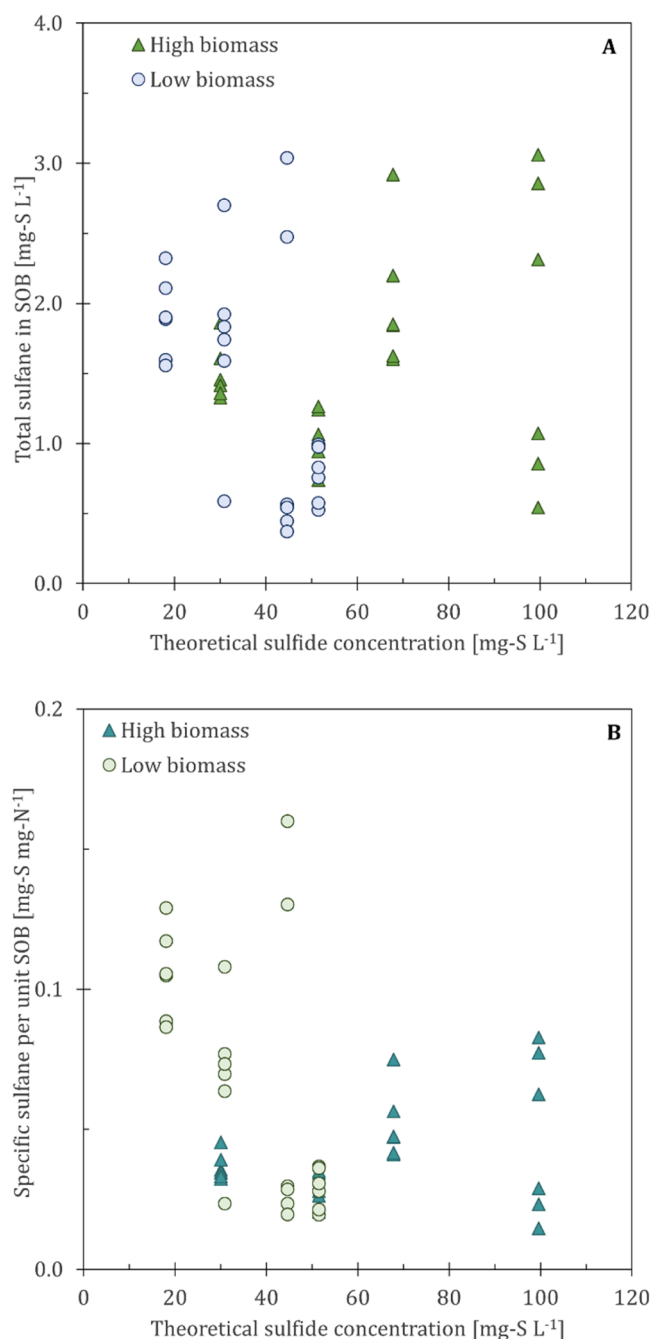 4.0
High biomass
A
Low biomass
3.0
2.0
1.0
0.0
Total sulfane in SOB [mg-S L⁻¹]
0 20 40 60 80 100 120
Theoretical sulfide concentration [mg-S L⁻¹]
0.2
High biomass
B
Low biomass
0.1
0.0
Specific sulfane per unit SOB [mg-S mg-N⁻¹]
0 20 40 60 80 100 120
Theoretical sulfide concentration [mg-S L⁻¹]